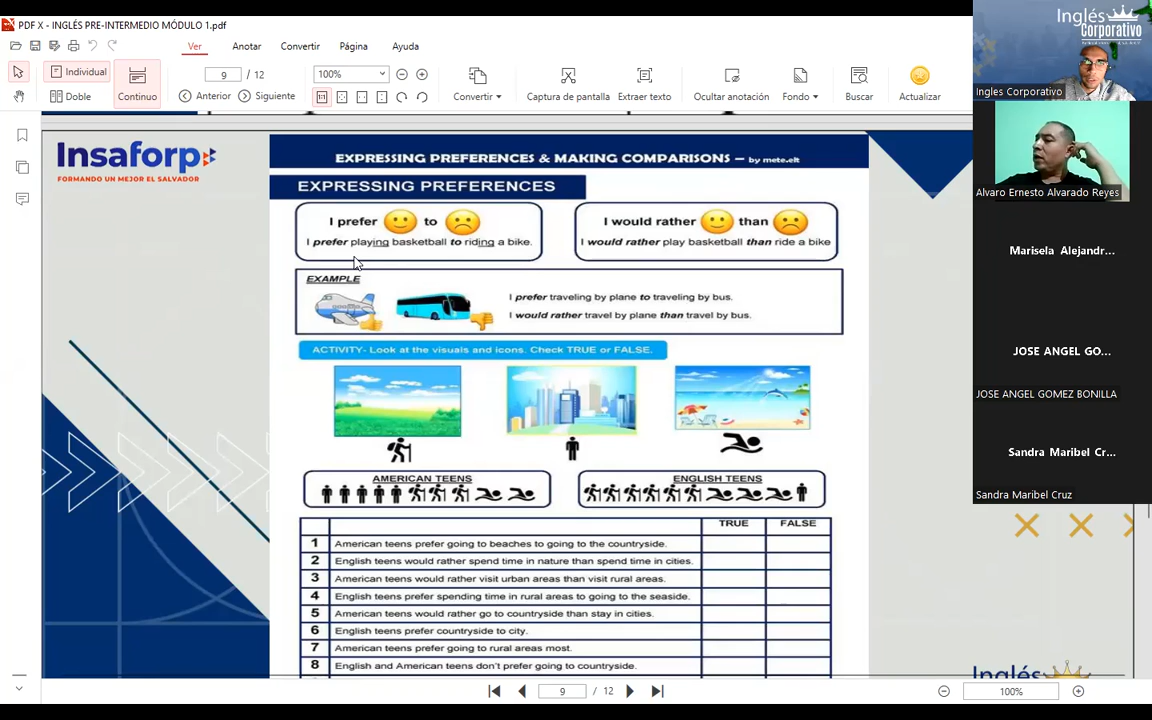 PDF X - INGLÉS PRE-INTERMEDIO MÓDULO 1.pdf
Ver Anotar Convertir Página Ayuda
Individual
Doble
Continuo
9 / 12
Anterior Siguiente
100%
Convertir
Captura de pantalla
Extraer texto
Ocultar anotación
Fondo
Buscar
Actualizar
Inglés
Corporativo
Ingles Corporativo
Alvaro Ernesto Alvarado Reyes
Marisela Alejandr...
JOSE ANGEL GO...
JOSE ANGEL GOMEZ BONILLA
Sandra Maribel Cr...
Sandra Maribel Cruz
Insaforp
FORMANDO UN MEJOR EL SALVADOR
EXPRESSING PREFERENCES & MAKING COMPARISONS – by mete.elt
EXPRESSING PREFERENCES
I prefer to
I prefer playing basketball to riding a bike.
I would rather than
I would rather play basketball than ride a bike
EXAMPLE
I prefer traveling by plane to traveling by bus.
I would rather travel by plane than travel by bus.
ACTIVITY- Look at the visuals and icons. Check TRUE or FALSE.
AMERICAN TEENS
ENGLISH TEENS
TRUE FALSE
1 American teens prefer going to beaches to going to the countryside.
2 English teens would rather spend time in nature than spend time in cities.
3 American teens would rather visit urban areas than visit rural areas.
4 English teens prefer spending time in rural areas to going to the seaside.
5 American teens would rather go to countryside than stay in cities.
6 English teens prefer countryside to city.
7 American teens prefer going to rural areas most.
8 English and American teens don't prefer going to countryside.
Inglés
9 / 12
100%